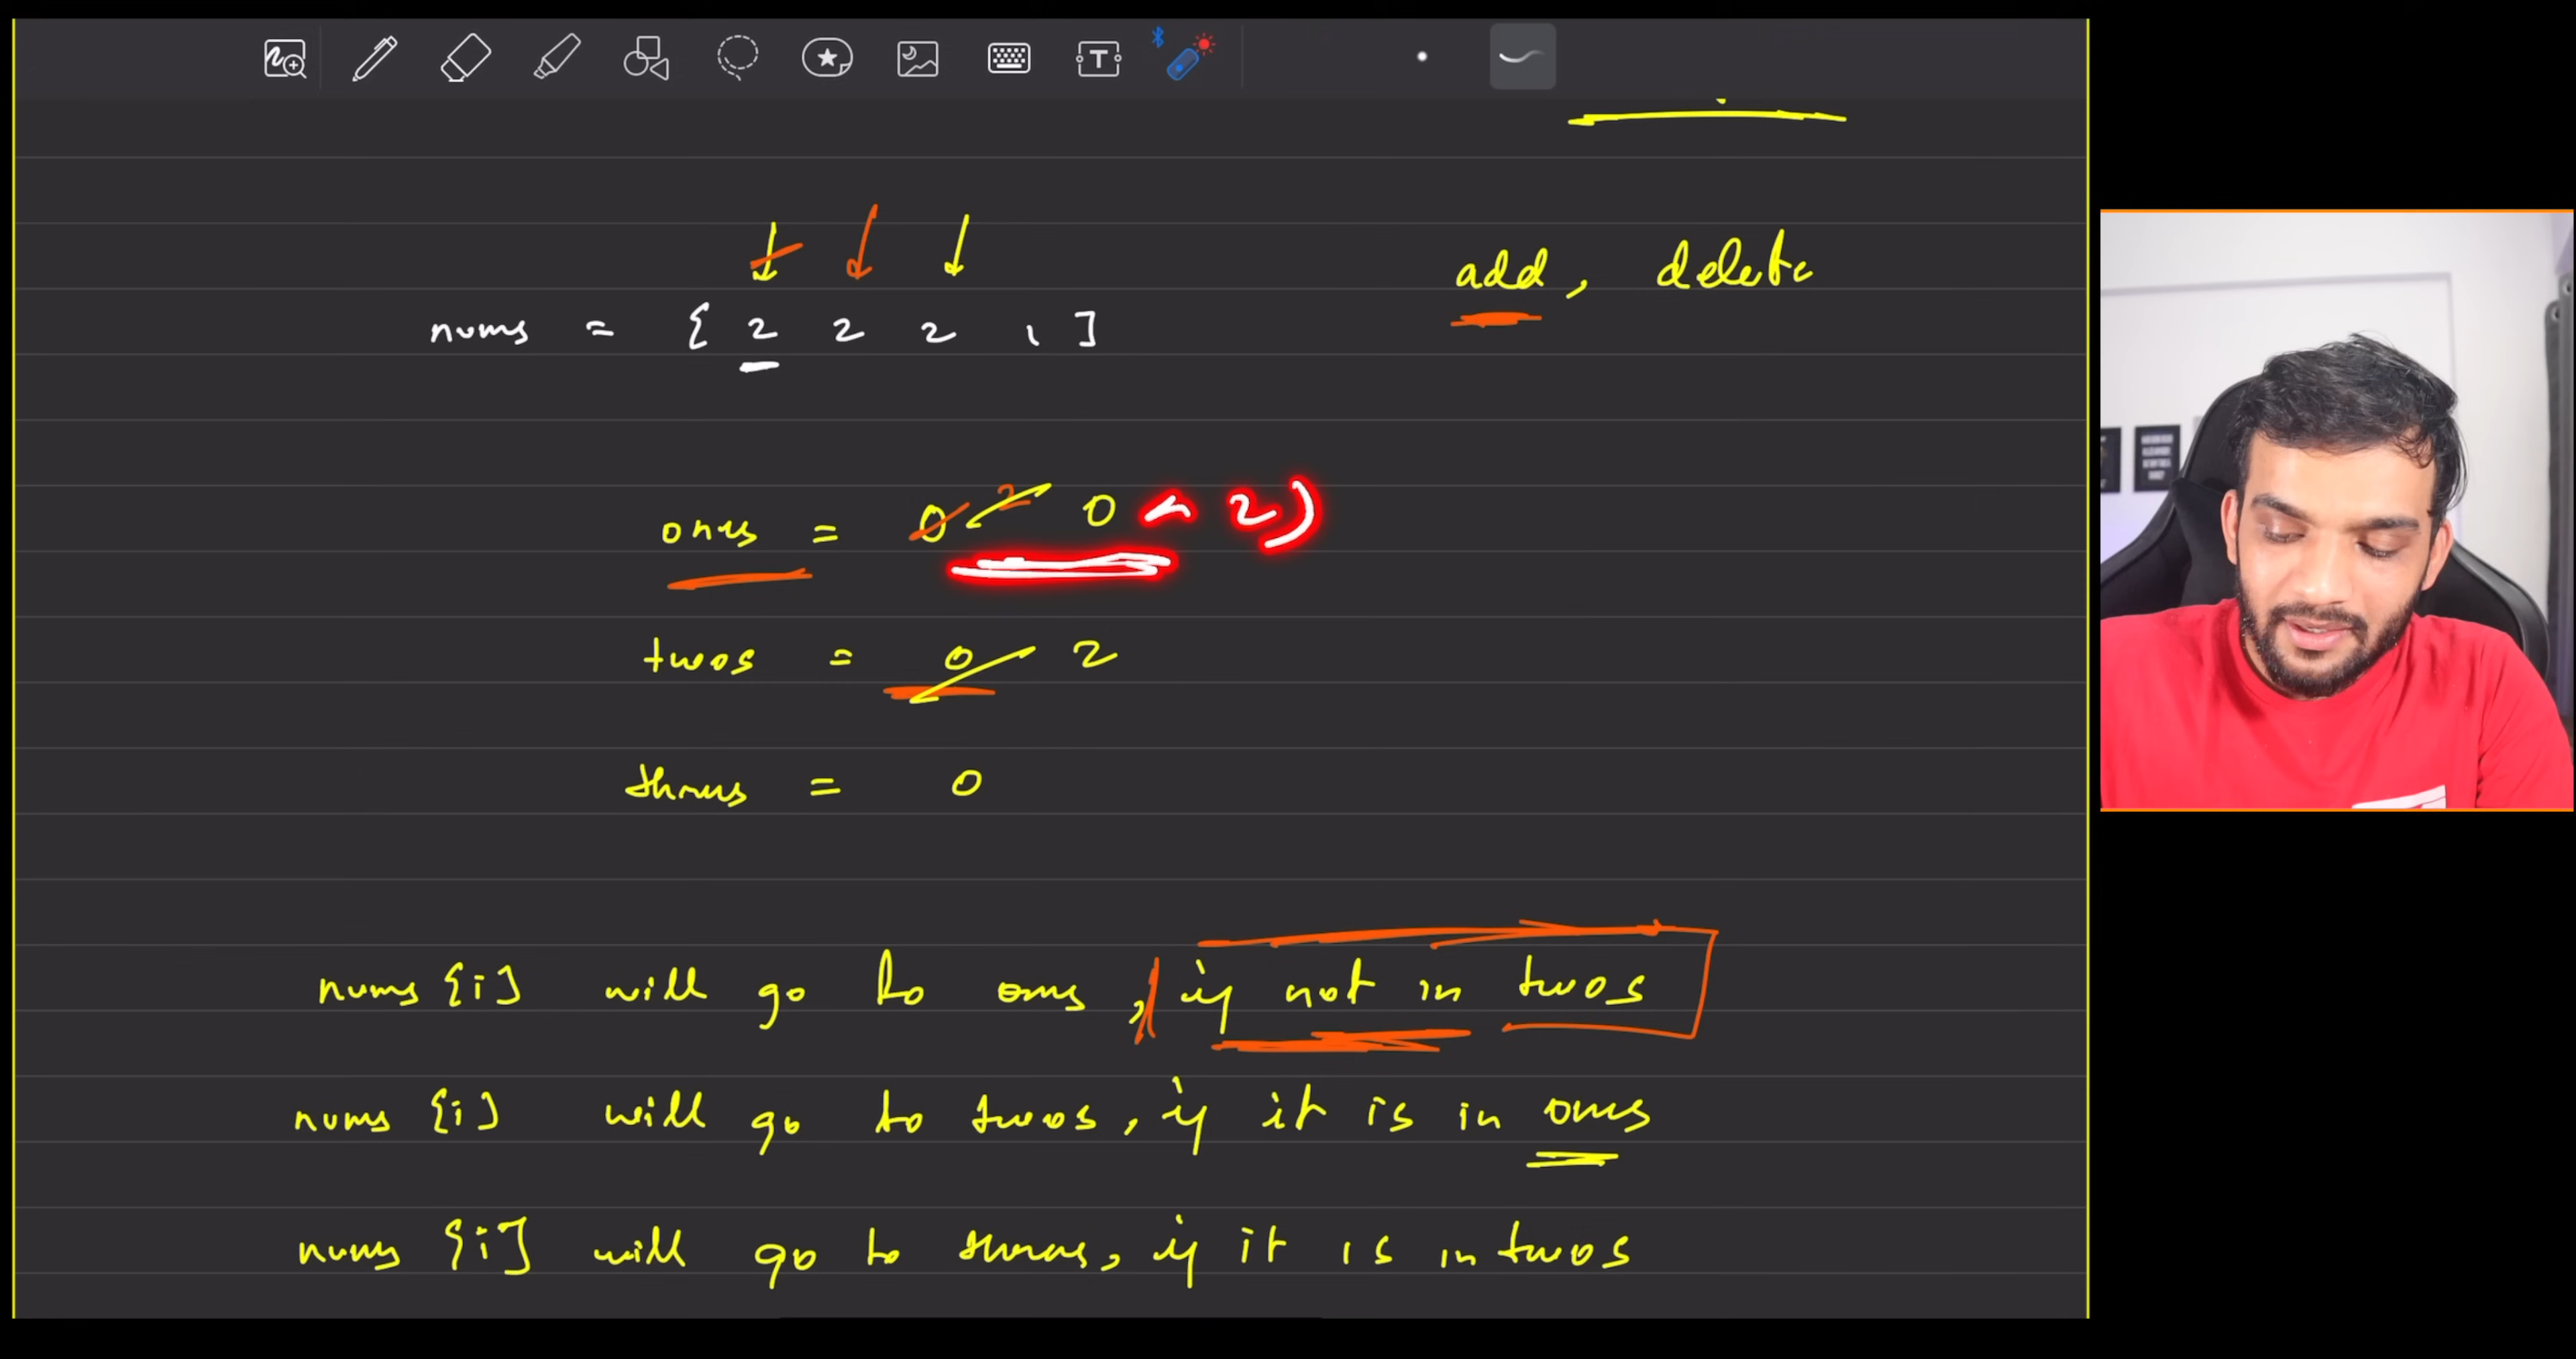 add, delete
nums = { 2 2 2 1 ]
ones = 0 2 0 ^ 2)
twos = 0 2
threes = 0
nums [i] will go to ones, if not in twos
nums [i] will go to twos, if it is in ones
nums [i] will go to threes, if it is in twos